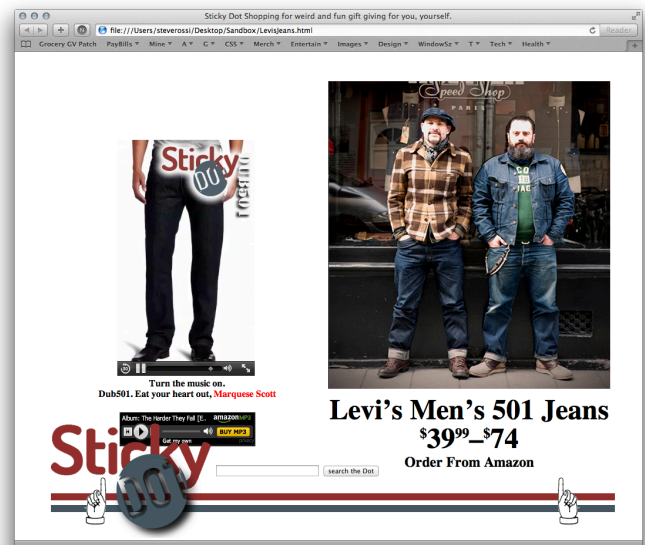 Sticky Dot Shopping for weird and fun gift giving for you, yourself.
file:///Users/steverossi/Desktop/Sandbox/LevisJeans.html
Reader
Grocery GV Patch PayBills Mine A G CSS Merch Entertain Images Design WindowSz T Tech Health
Speed Shop
PARIS
Sticky
DOT
DUB501
30
Turn the music on.
Dub501. Eat your heart out, Marquese Scott
Album: The Harder They Fall [E.. amazonMP3
BUY MP3
Get my own
privacy
Levi's Men's 501 Jeans
$3999–$74
Order From Amazon
Sticky
DOT
search the Dot